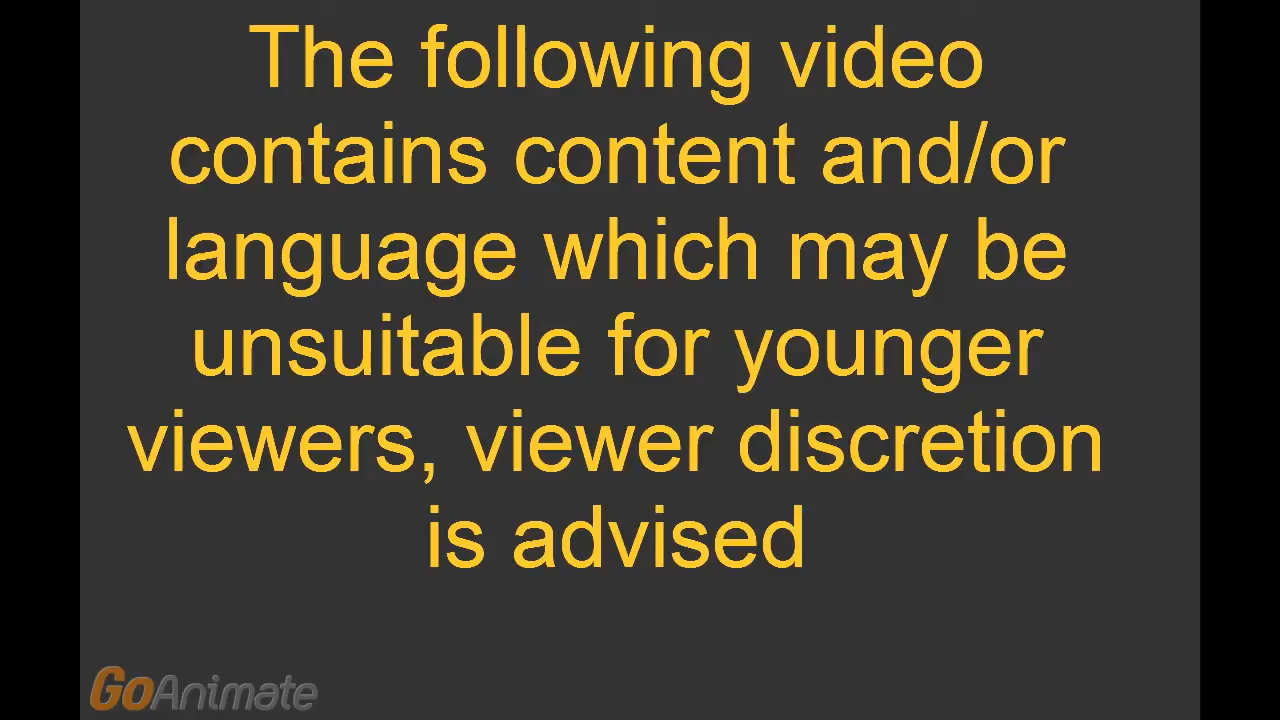 The following video
contains content and/or
language which may be
unsuitable for younger
viewers, viewer discretion
is advised
GoAnimate